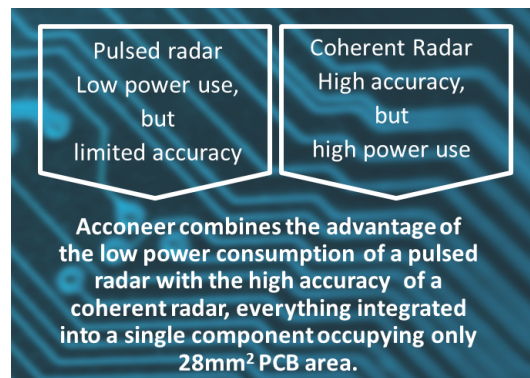 Pulsed radar
Low power use,
but
limited accuracy
Coherent Radar
High accuracy,
but
high power use
Acconeer combines the advantage of
the low power consumption of a pulsed
radar with the high accuracy of a
coherent radar, everything integrated
into a single component occupying only
28mm² PCB area.